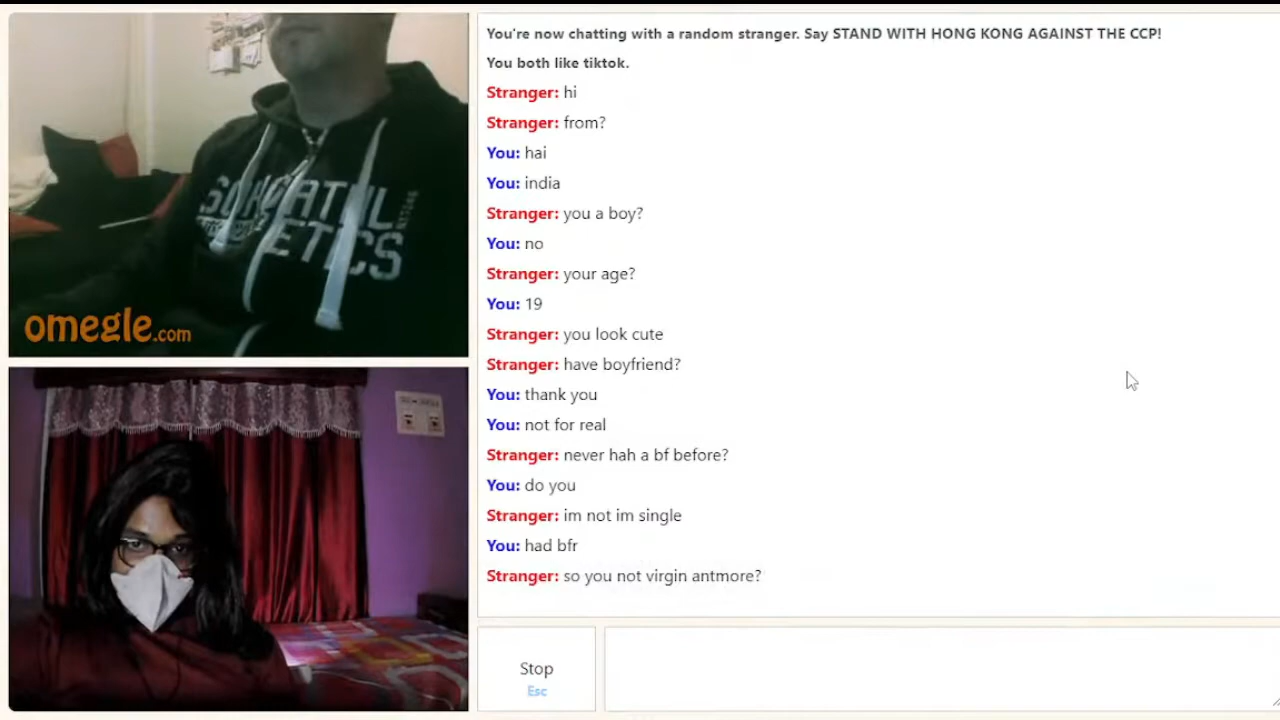 You're now chatting with a random stranger. Say STAND WITH HONG KONG AGAINST THE CCP!
You both like tiktok.
Stranger: hi
Stranger: from?
You: hai
You: india
Stranger: you a boy?
You: no
Stranger: your age?
You: 19
Stranger: you look cute
Stranger: have boyfriend?
You: thank you
You: not for real
Stranger: never hah a bf before?
You: do you
Stranger: im not im single
You: had bfr
Stranger: so you not virgin antmore?
omegle.com
Stop
Esc